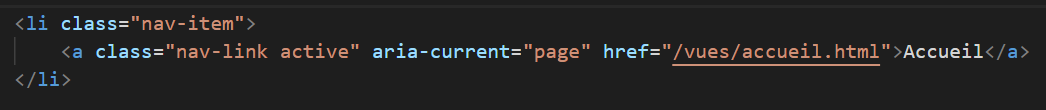 <li class="nav-item">
<a class="nav-link active" aria-current="page" href="/vues/accueil.html">Accueil</a>
</li>